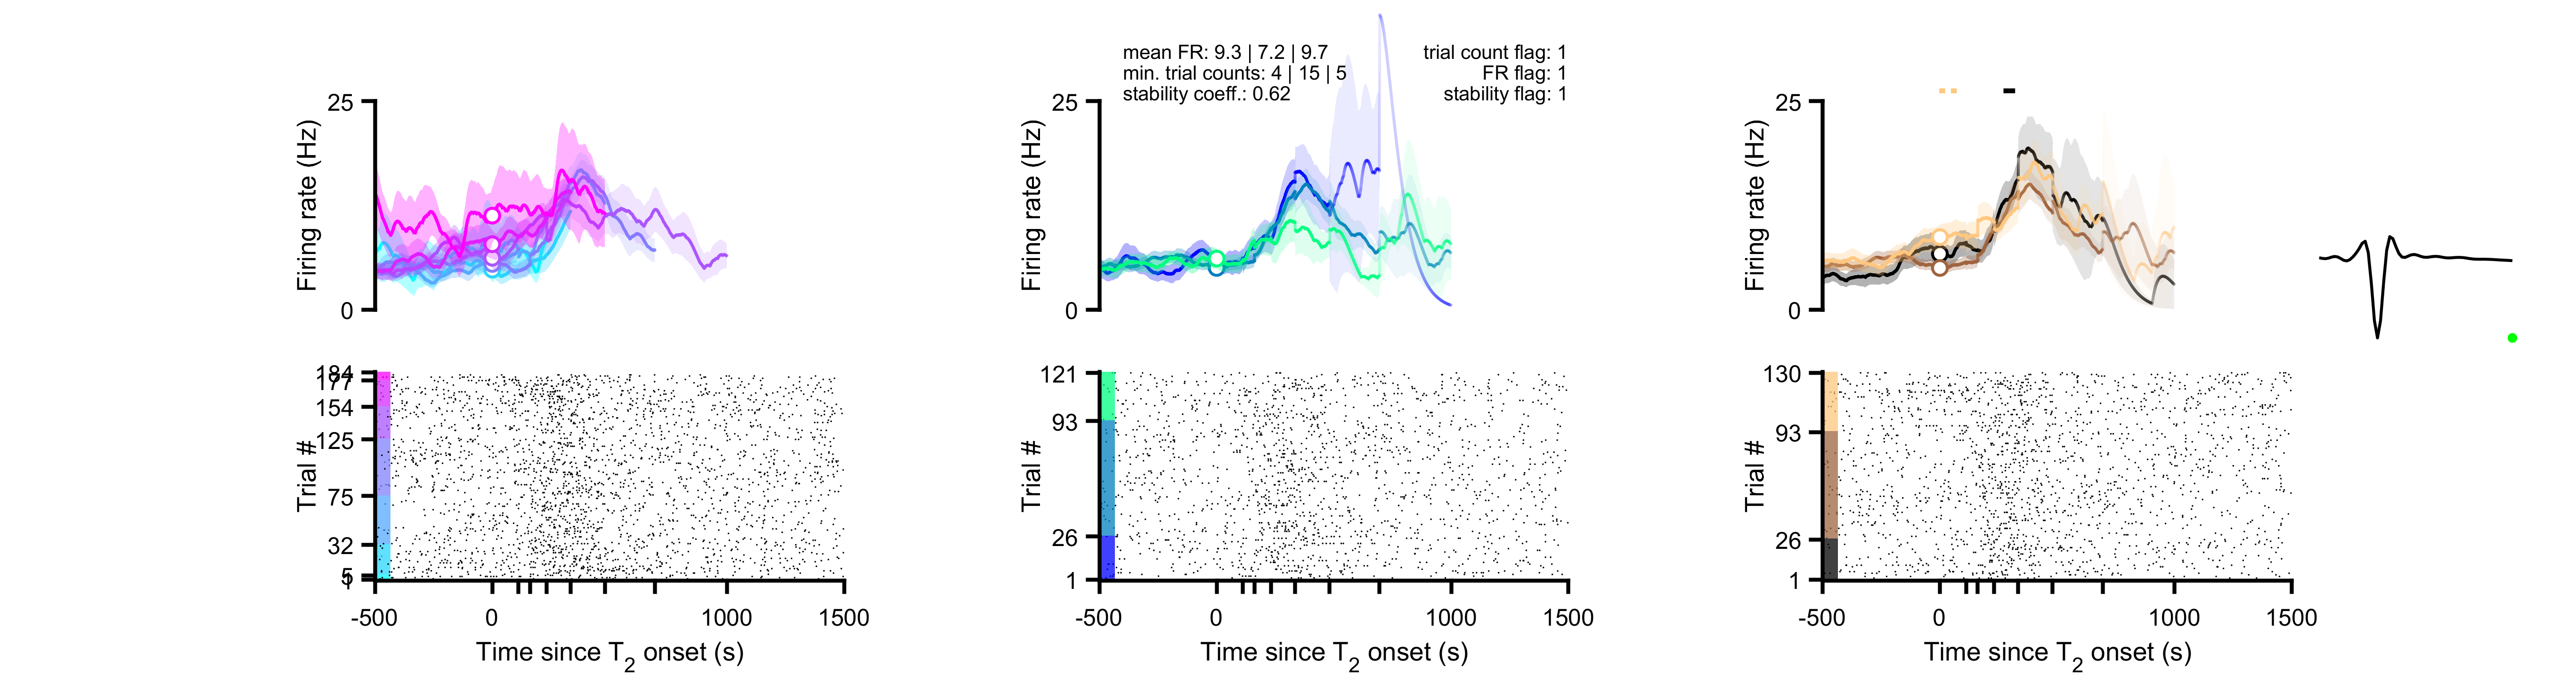 mean FR: 9.3 | 7.2 | 9.7
min. trial counts: 4 | 15 | 5
stability coeff.: 0.62
trial count flag: 1
FR flag: 1
stability flag: 1
25
Firing rate (Hz)
0
25
Firing rate (Hz)
0
25
Firing rate (Hz)
0
184
177
154
125
75
32
5
Trial #
-500 0 1000 1500
Time since T2 onset (s)
121
93
26
1
Trial #
-500 0 1000 1500
Time since T2 onset (s)
130
93
26
1
Trial #
-500 0 1000 1500
Time since T2 onset (s)